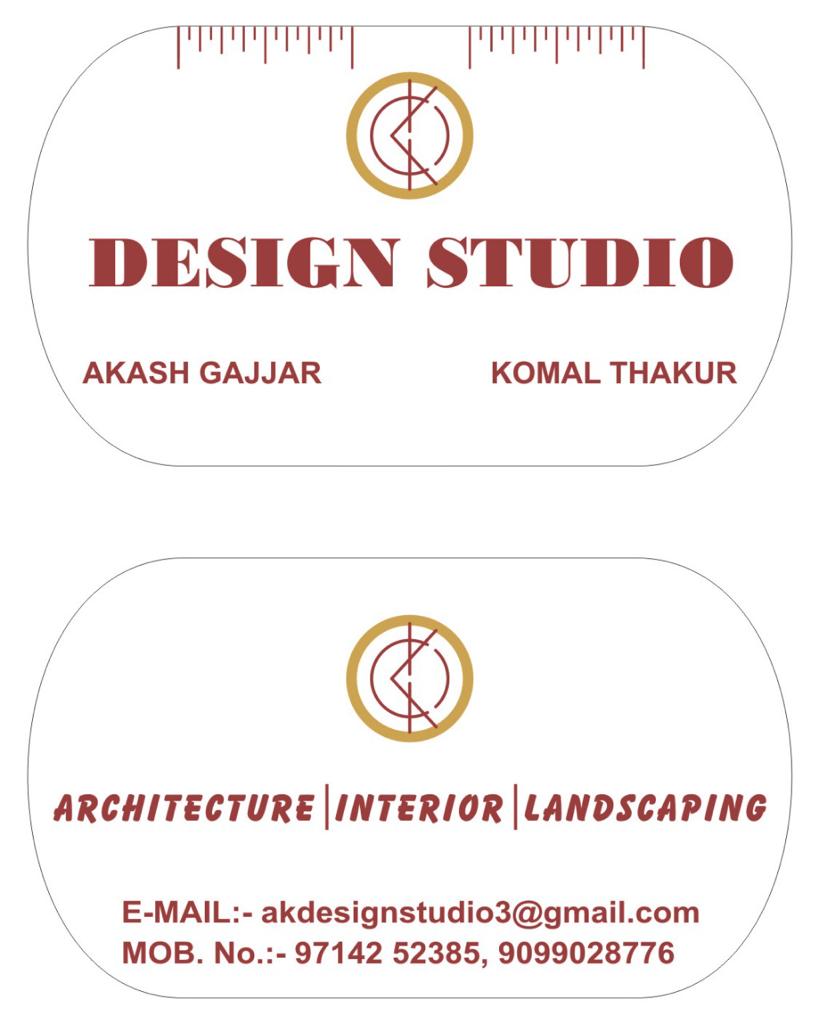 DESIGN STUDIO
AKASH GAJJAR KOMAL THAKUR
ARCHITECTURE|INTERIOR|LANDSCAPING
E-MAIL:- akdesignstudio3@gmail.com
MOB. No.:- 97142 52385, 9099028776